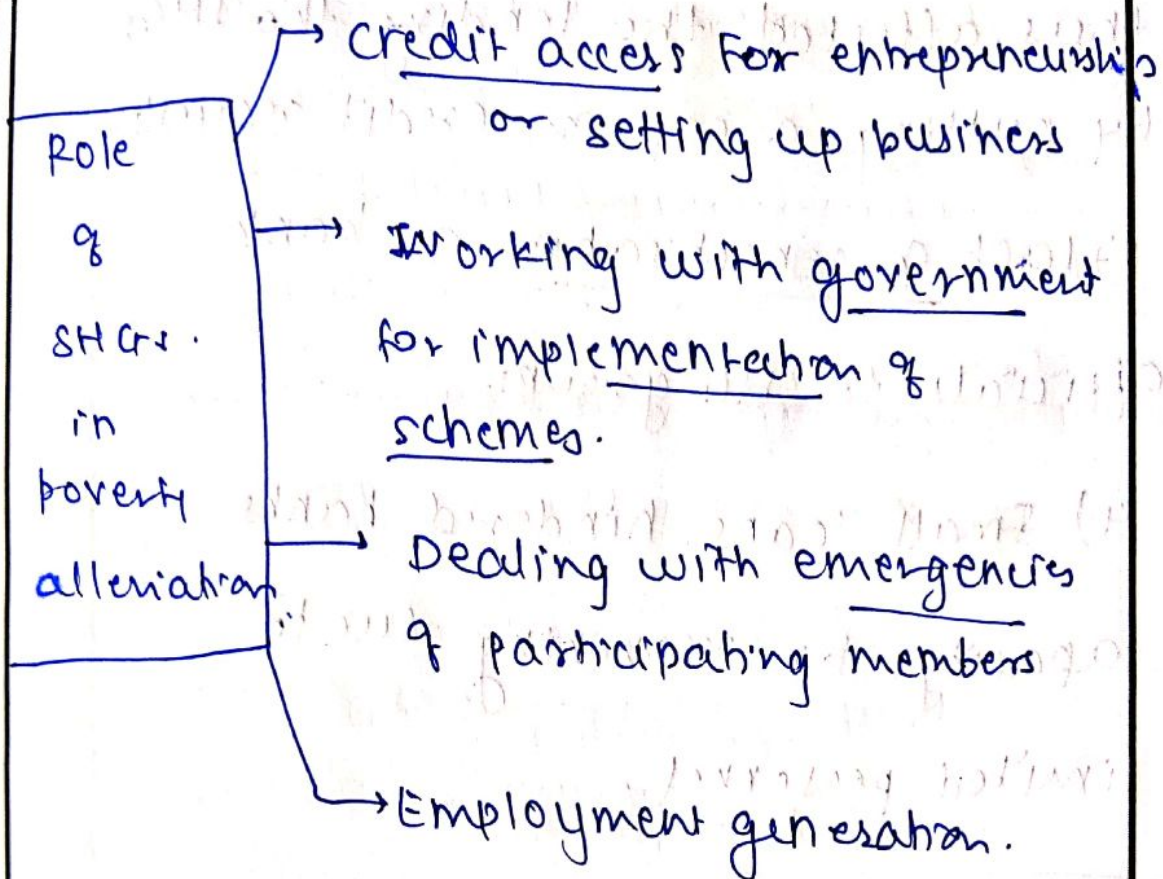 Role
of
SHGs.
in
poverty
alleviation
→ Credit access For entrepreneurship
or setting up business
→ Working with government
for implementation of
schemes.
→ Dealing with emergencies
of participating members
→ Employment generation.